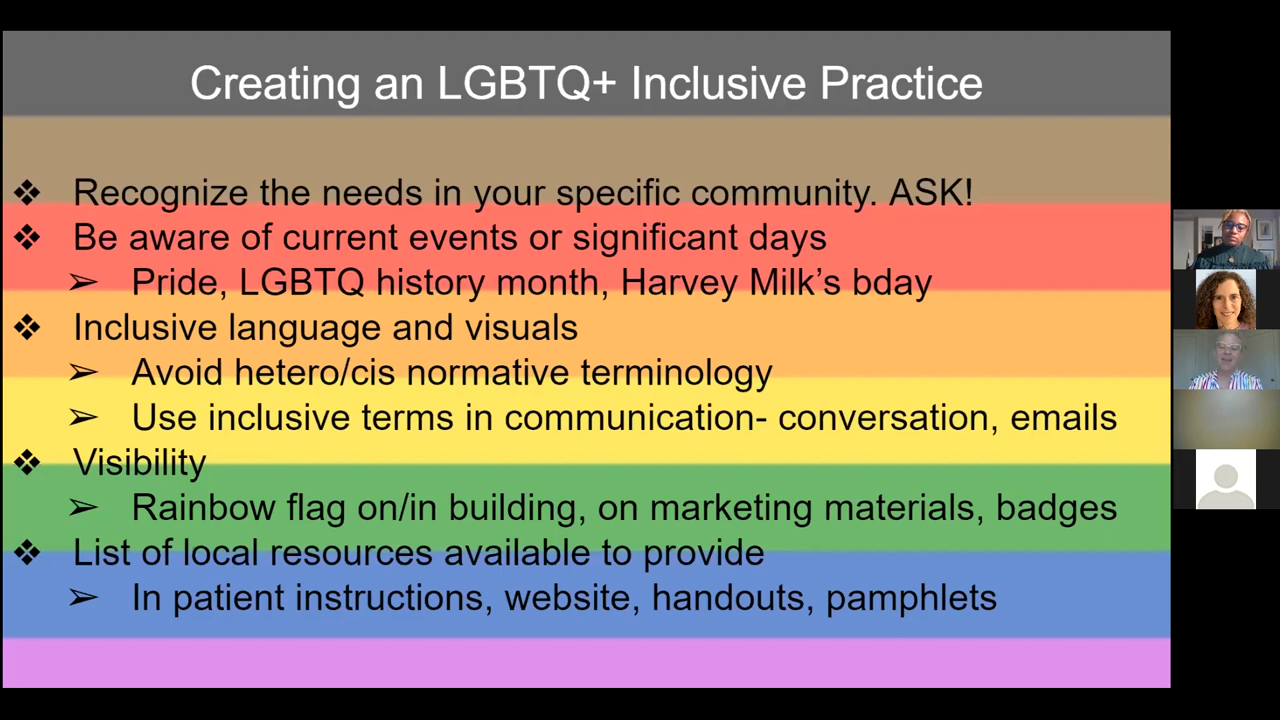 Creating an LGBTQ+ Inclusive Practice
❖ Recognize the needs in your specific community. ASK!
❖ Be aware of current events or significant days
➢ Pride, LGBTQ history month, Harvey Milk’s bday
❖ Inclusive language and visuals
➢ Avoid hetero/cis normative terminology
➢ Use inclusive terms in communication- conversation, emails
❖ Visibility
➢ Rainbow flag on/in building, on marketing materials, badges
❖ List of local resources available to provide
➢ In patient instructions, website, handouts, pamphlets